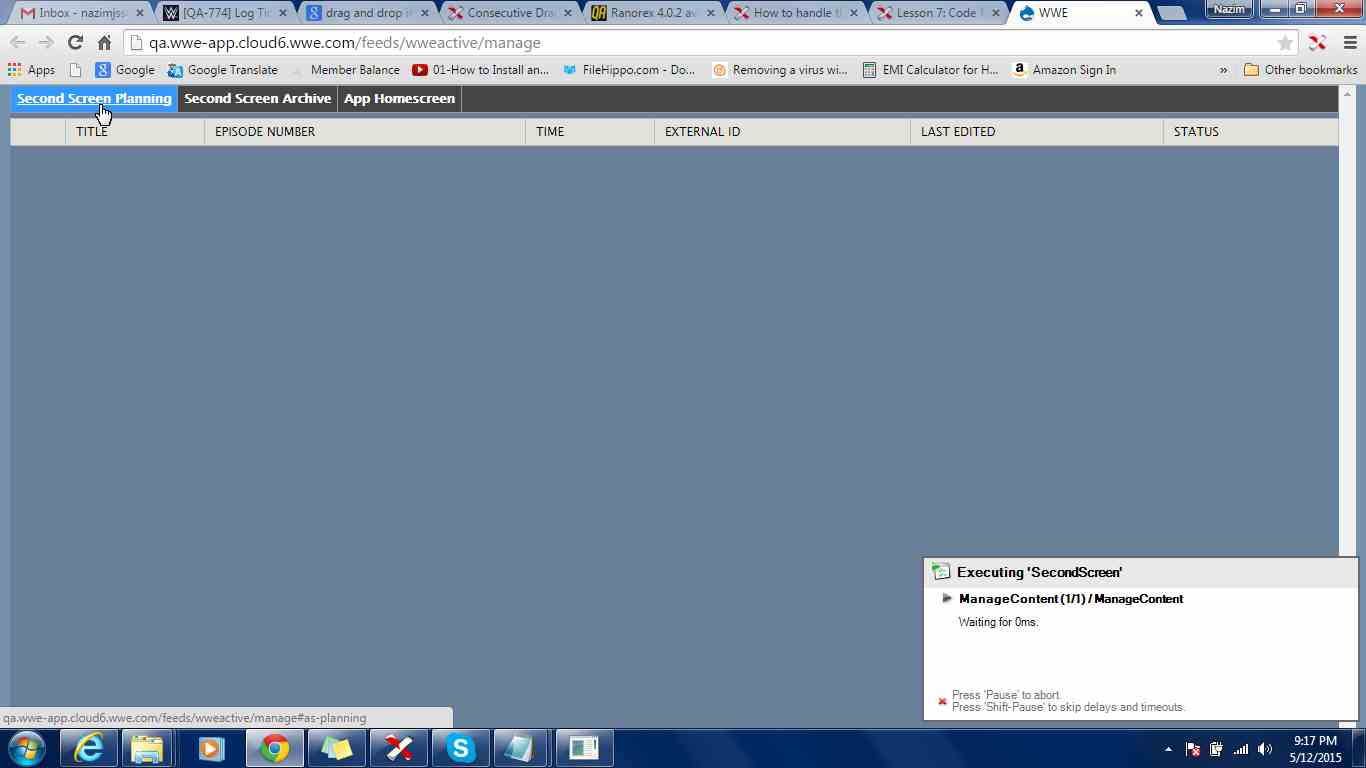 Inbox - nazimjss
[QA-774] Log Tic
drag and drop i
Consecutive Dra
Ranorex 4.0.2 av
How to handle t
Lesson 7: Code
WWE
Nazim
qa.wwe-app.cloud6.wwe.com/feeds/wweactive/manage
Apps
Google
Google Translate
Member Balance
01-How to Install an...
FileHippo.com - Do...
Removing a virus wi...
EMI Calculator for H...
Amazon Sign In
»
Other bookmarks
Second Screen Planning
Second Screen Archive
App Homescreen
TITLE
EPISODE NUMBER
TIME
EXTERNAL ID
LAST EDITED
STATUS
Executing 'SecondScreen'
ManageContent (1/1) / ManageContent
Waiting for 0ms.
Press 'Pause' to abort.
Press 'Shift-Pause' to skip delays and timeouts.
qa.wwe-app.cloud6.wwe.com/feeds/wweactive/manage#as-planning
9:17 PM
5/12/2015